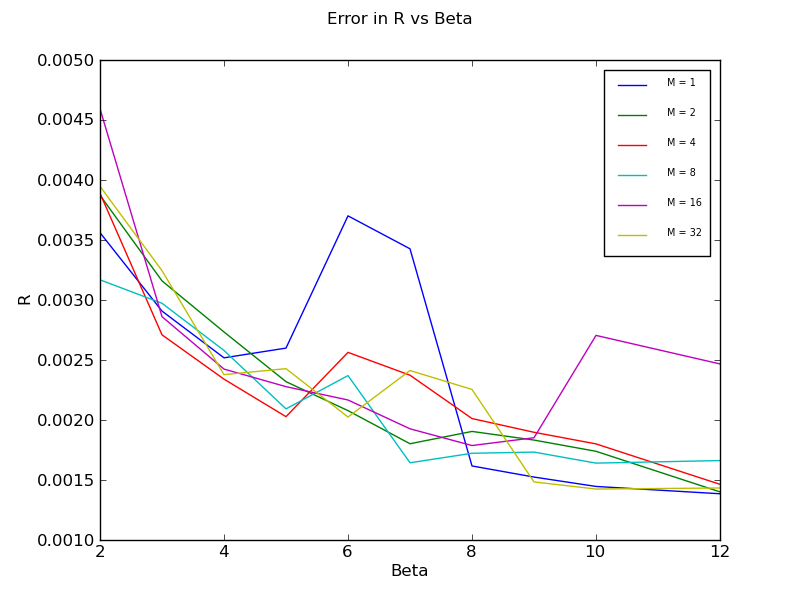 Error in R vs Beta
0.0050
0.0045
0.0040
0.0035
0.0030
0.0025
0.0020
0.0015
0.0010
R
2
4
6
8
10
12
Beta
M = 1
M = 2
M = 4
M = 8
M = 16
M = 32